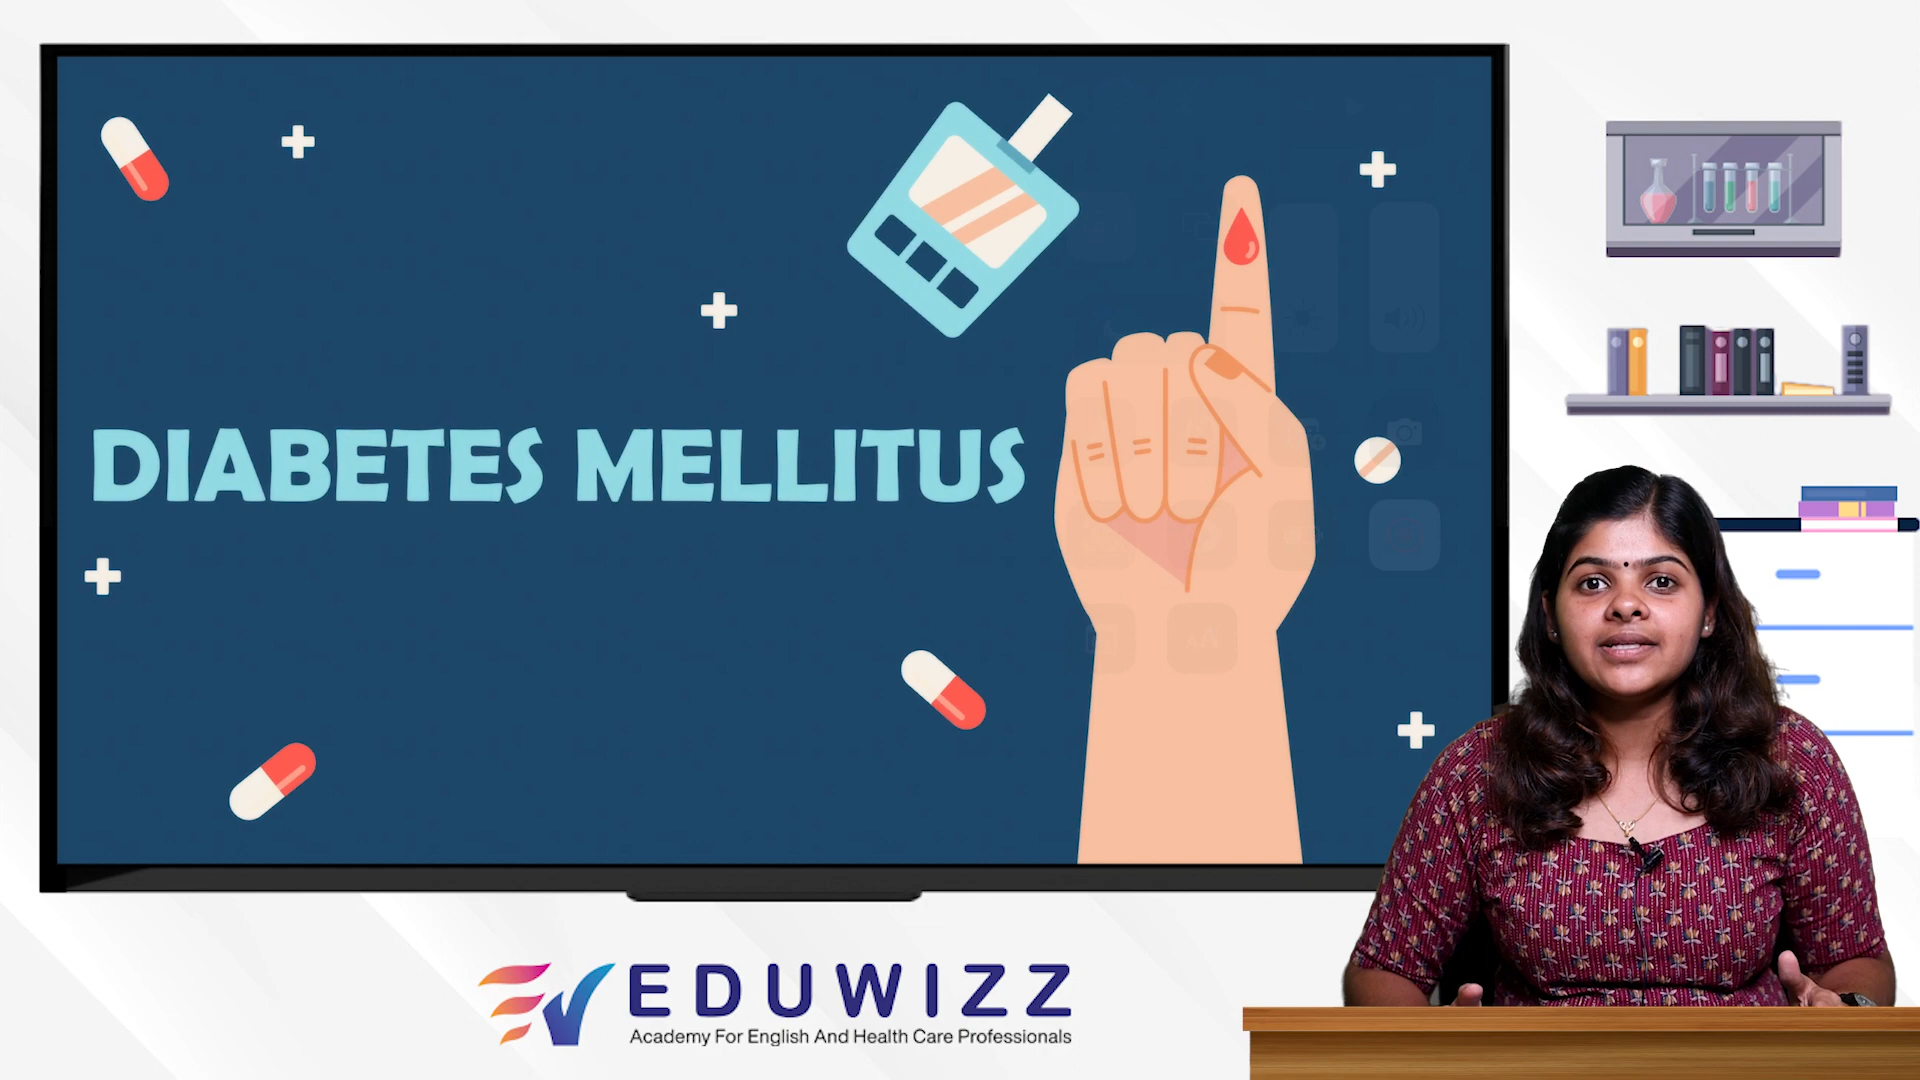 DIABETES MELLITUS
EDUWIZZ
Academy For English And Health Care Professionals